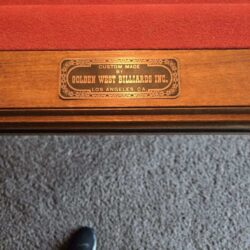 CUSTOM MADE
BY
GOLDEN WEST BILLIARDS INC.
LOS ANGELES, CA.